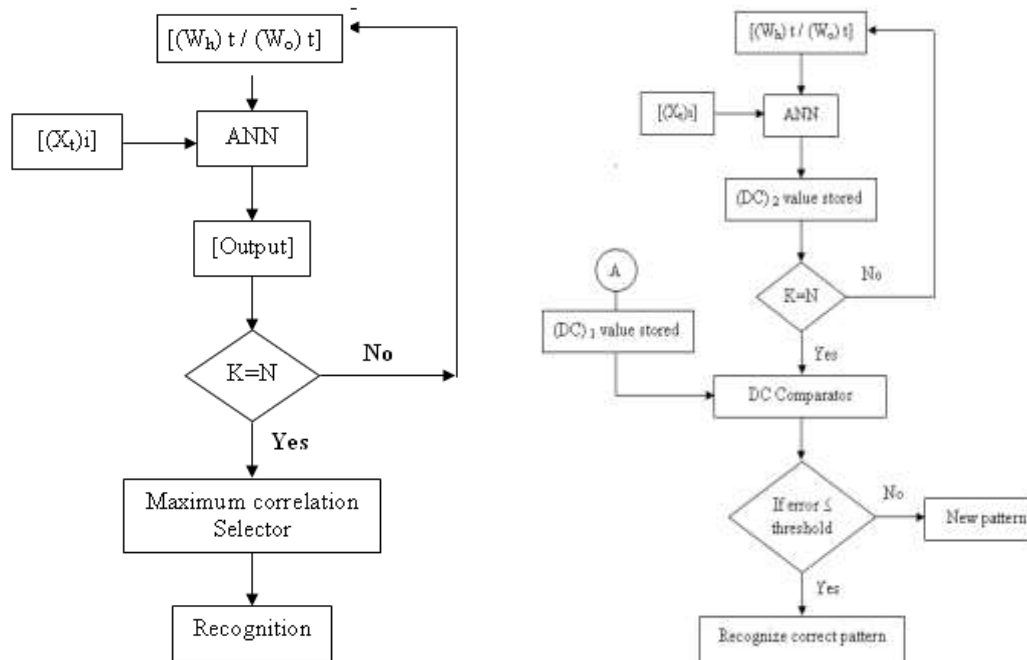 [(Wₕ) t / (Wₒ) t]
[(Xₜ)i]
ANN
[Output]
K=N
No
Yes
Maximum correlation
Selector
Recognition
[(Wₕ) t / (Wₒ) t]
[(Xₜ)i]
ANN
(DC) ₂ value stored
A
K=N
No
(DC) ₁ value stored
Yes
DC Comparator
If error ≤
threshold
No
New pattern
Yes
Recognize correct pattern